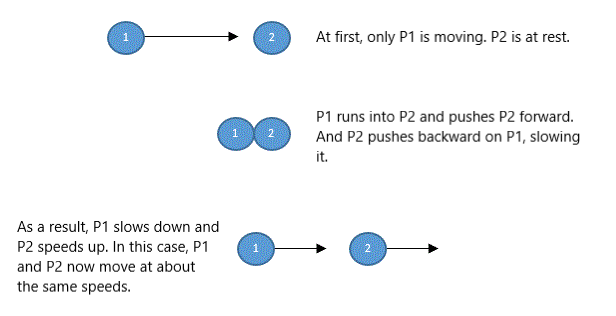 1
2
At first, only P1 is moving. P2 is at rest.
1
2
P1 runs into P2 and pushes P2 forward.
And P2 pushes backward on P1, slowing
it.
As a result, P1 slows down and
P2 speeds up. In this case, P1
and P2 now move at about
the same speeds.
1
2